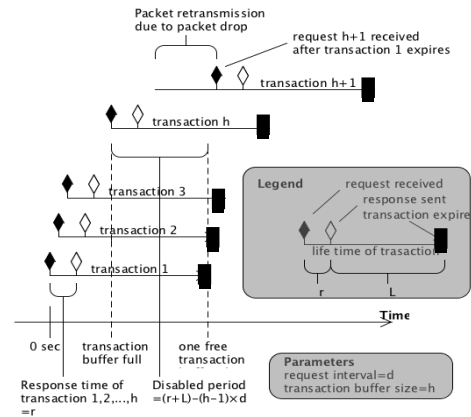 Packet retransmission
due to packet drop
request h+1 received
after transaction 1 expires
transaction h+1
transaction h
transaction 3
transaction 2
transaction 1
Legend
request received
response sent
transaction expire
life time of trasaction
r
L
Time
0 sec
transaction
buffer full
one free
transaction
Response time of
transaction 1,2,...,h
=r
Disabled period
=(r+L)-(h-1)×d
Parameters
request interval=d
transaction buffer size=h